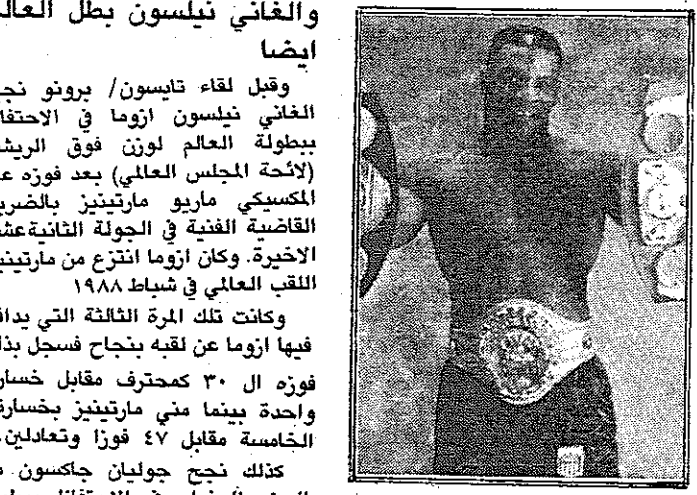 والغاني نيلسون بطل العالم
ايضا
وقبل لقاء تايسون/ برونو نجح
الغاني نيلسون ازوما في الاحتفاظ
ببطولة العالم لوزن فوق الريشة
(لائحة المجلس العالمي) بعد فوزه على
المكسيكي ماريو مارتينيز بالضربة
القاضية الفنية في الجولة الثانية عشرة
الاخيرة. وكان ازوما انتزع من مارتينيز
اللقب العالمي في شباط ١٩٨٨
وكانت تلك المرة الثالثة التي يدافع
فيها ازوما عن لقبه بنجاح فسجل بذلك
فوزه ال ٣٠ كمحترف مقابل خسارة
واحدة بينما مني مارتينيز بخسارته
الخامسة مقابل ٤٧ فوزا وتعادلين.
كذلك نجح جوليان جاكسون